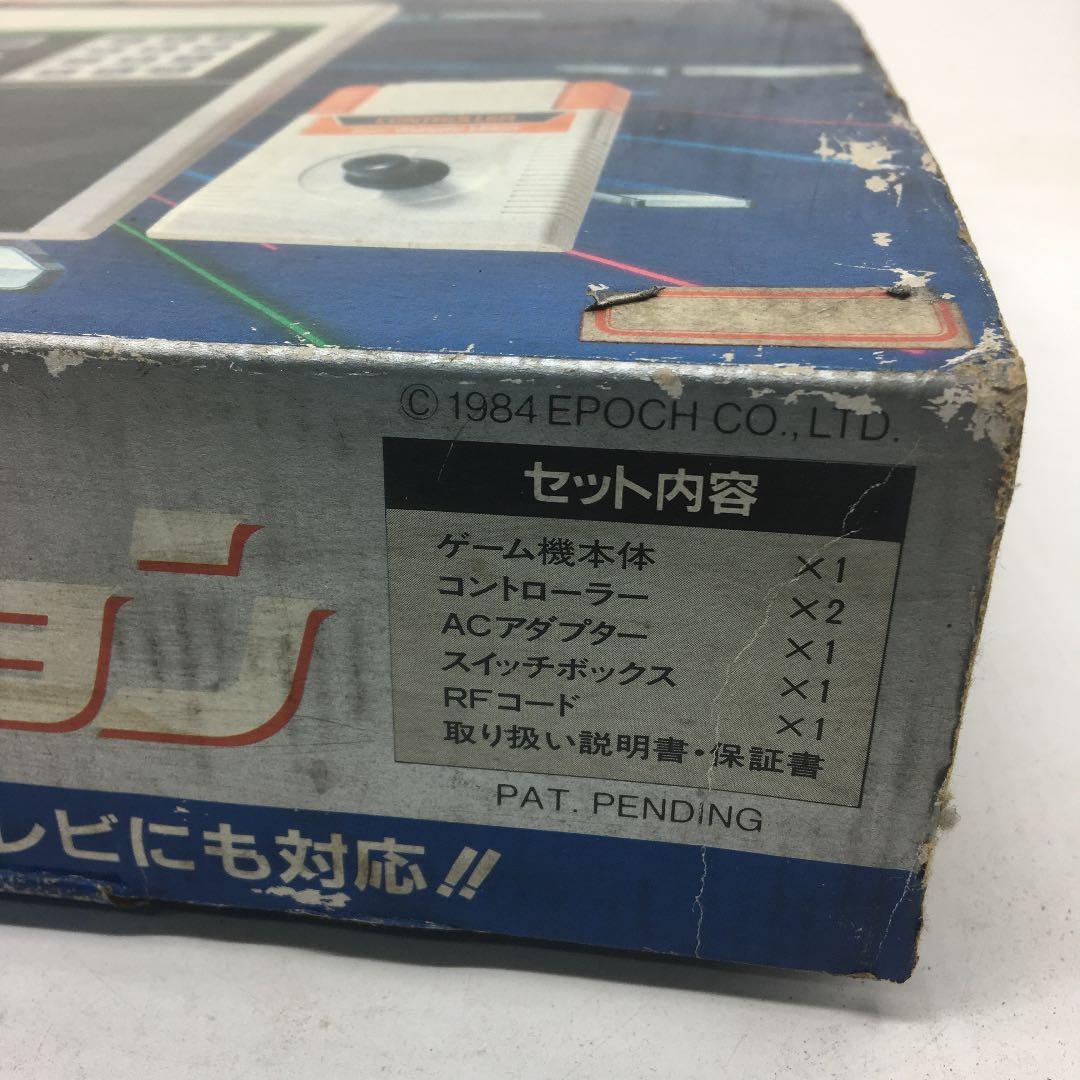 © 1984 EPOCH CO., LTD.
セット内容
ゲーム機本体 ×1
コントローラー ×2
ACアダプター ×1
スイッチボックス ×1
RFコード ×1
取り扱い説明書・保証書
PAT. PENDING
ョン
レビにも対応!!